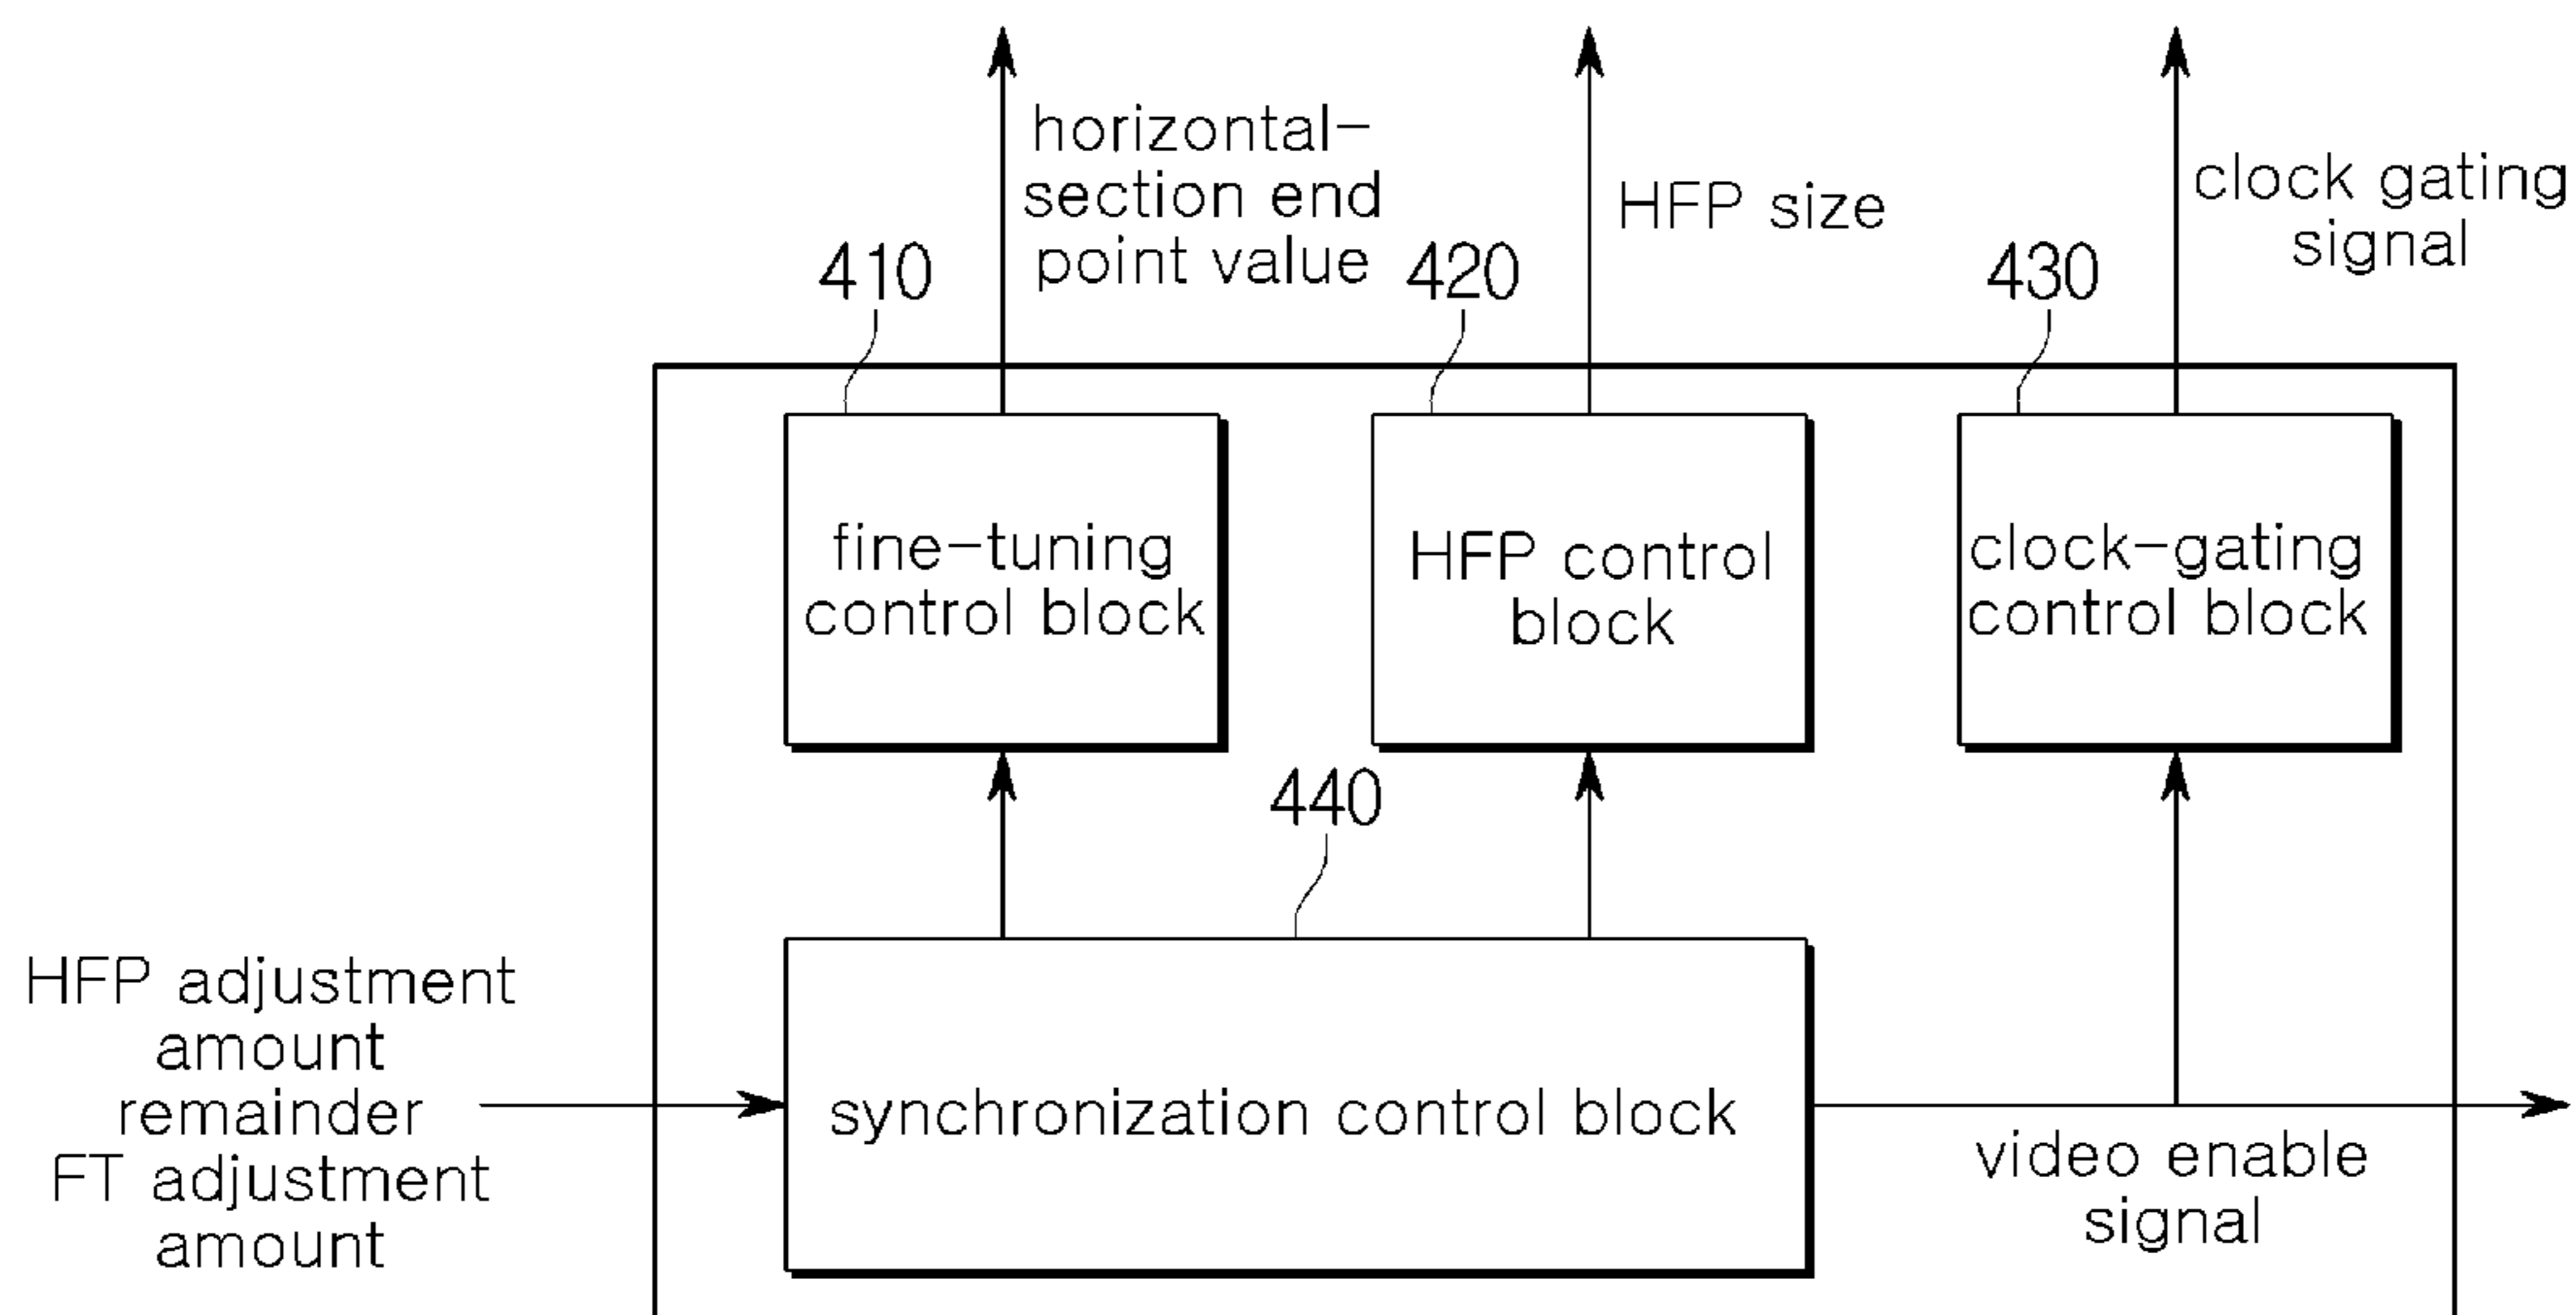 horizontal-
section end
point value
HFP size
clock gating
signal
410
420
430
fine-tuning
control block
HFP control
block
clock-gating
control block
440
HFP adjustment
amount
remainder
FT adjustment
amount
synchronization control block
video enable
signal